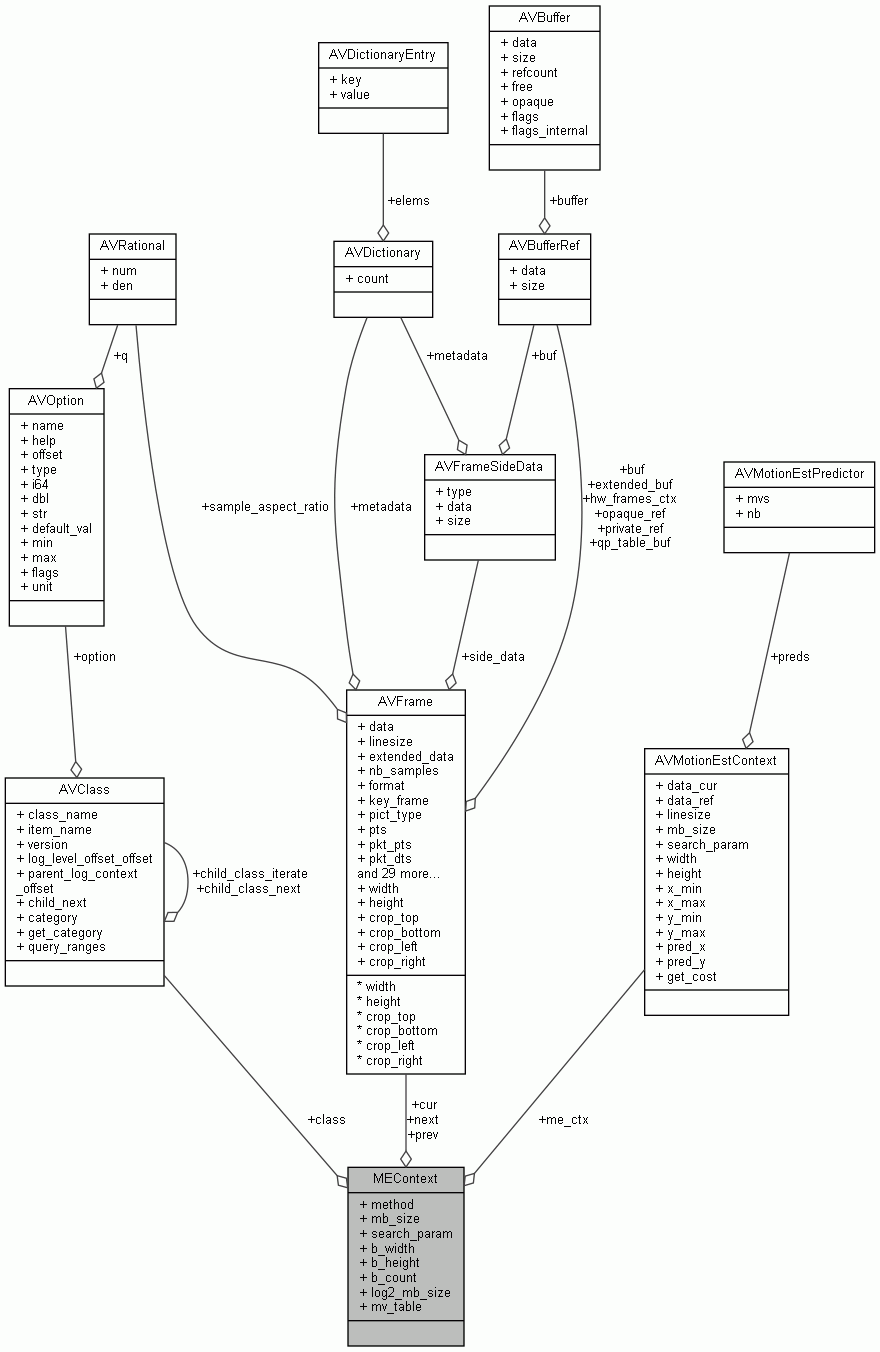 AVBuffer
+ data
+ size
+ refcount
+ free
+ opaque
+ flags
+ flags_internal
AVDictionaryEntry
+ key
+ value
+elems
+buffer
AVRational
+ num
+ den
AVDictionary
+ count
AVBufferRef
+ data
+ size
+q
+metadata
+buf
AVOption
+ name
+ help
+ offset
+ type
+ i64
+ dbl
+ str
+ default_val
+ min
+ max
+ flags
+ unit
+sample_aspect_ratio
+metadata
AVFrameSideData
+ type
+ data
+ size
+buf
+extended_buf
+hw_frames_ctx
+opaque_ref
+private_ref
+qp_table_buf
AVMotionEstPredictor
+ mvs
+ nb
+option
+side_data
+preds
AVFrame
+ data
+ linesize
+ extended_data
+ nb_samples
+ format
+ key_frame
+ pict_type
+ pts
+ pkt_pts
+ pkt_dts
and 29 more...
+ width
+ height
+ crop_top
+ crop_bottom
+ crop_left
+ crop_right
* width
* height
* crop_top
* crop_bottom
* crop_left
* crop_right
AVClass
+ class_name
+ item_name
+ version
+ log_level_offset_offset
+ parent_log_context
_offset
+ child_next
+ category
+ get_category
+ query_ranges
+child_class_iterate
+child_class_next
AVMotionEstContext
+ data_cur
+ data_ref
+ linesize
+ mb_size
+ search_param
+ width
+ height
+ x_min
+ x_max
+ y_min
+ y_max
+ pred_x
+ pred_y
+ get_cost
+class
+cur
+next
+prev
+me_ctx
MEContext
+ method
+ mb_size
+ search_param
+ b_width
+ b_height
+ b_count
+ log2_mb_size
+ mv_table